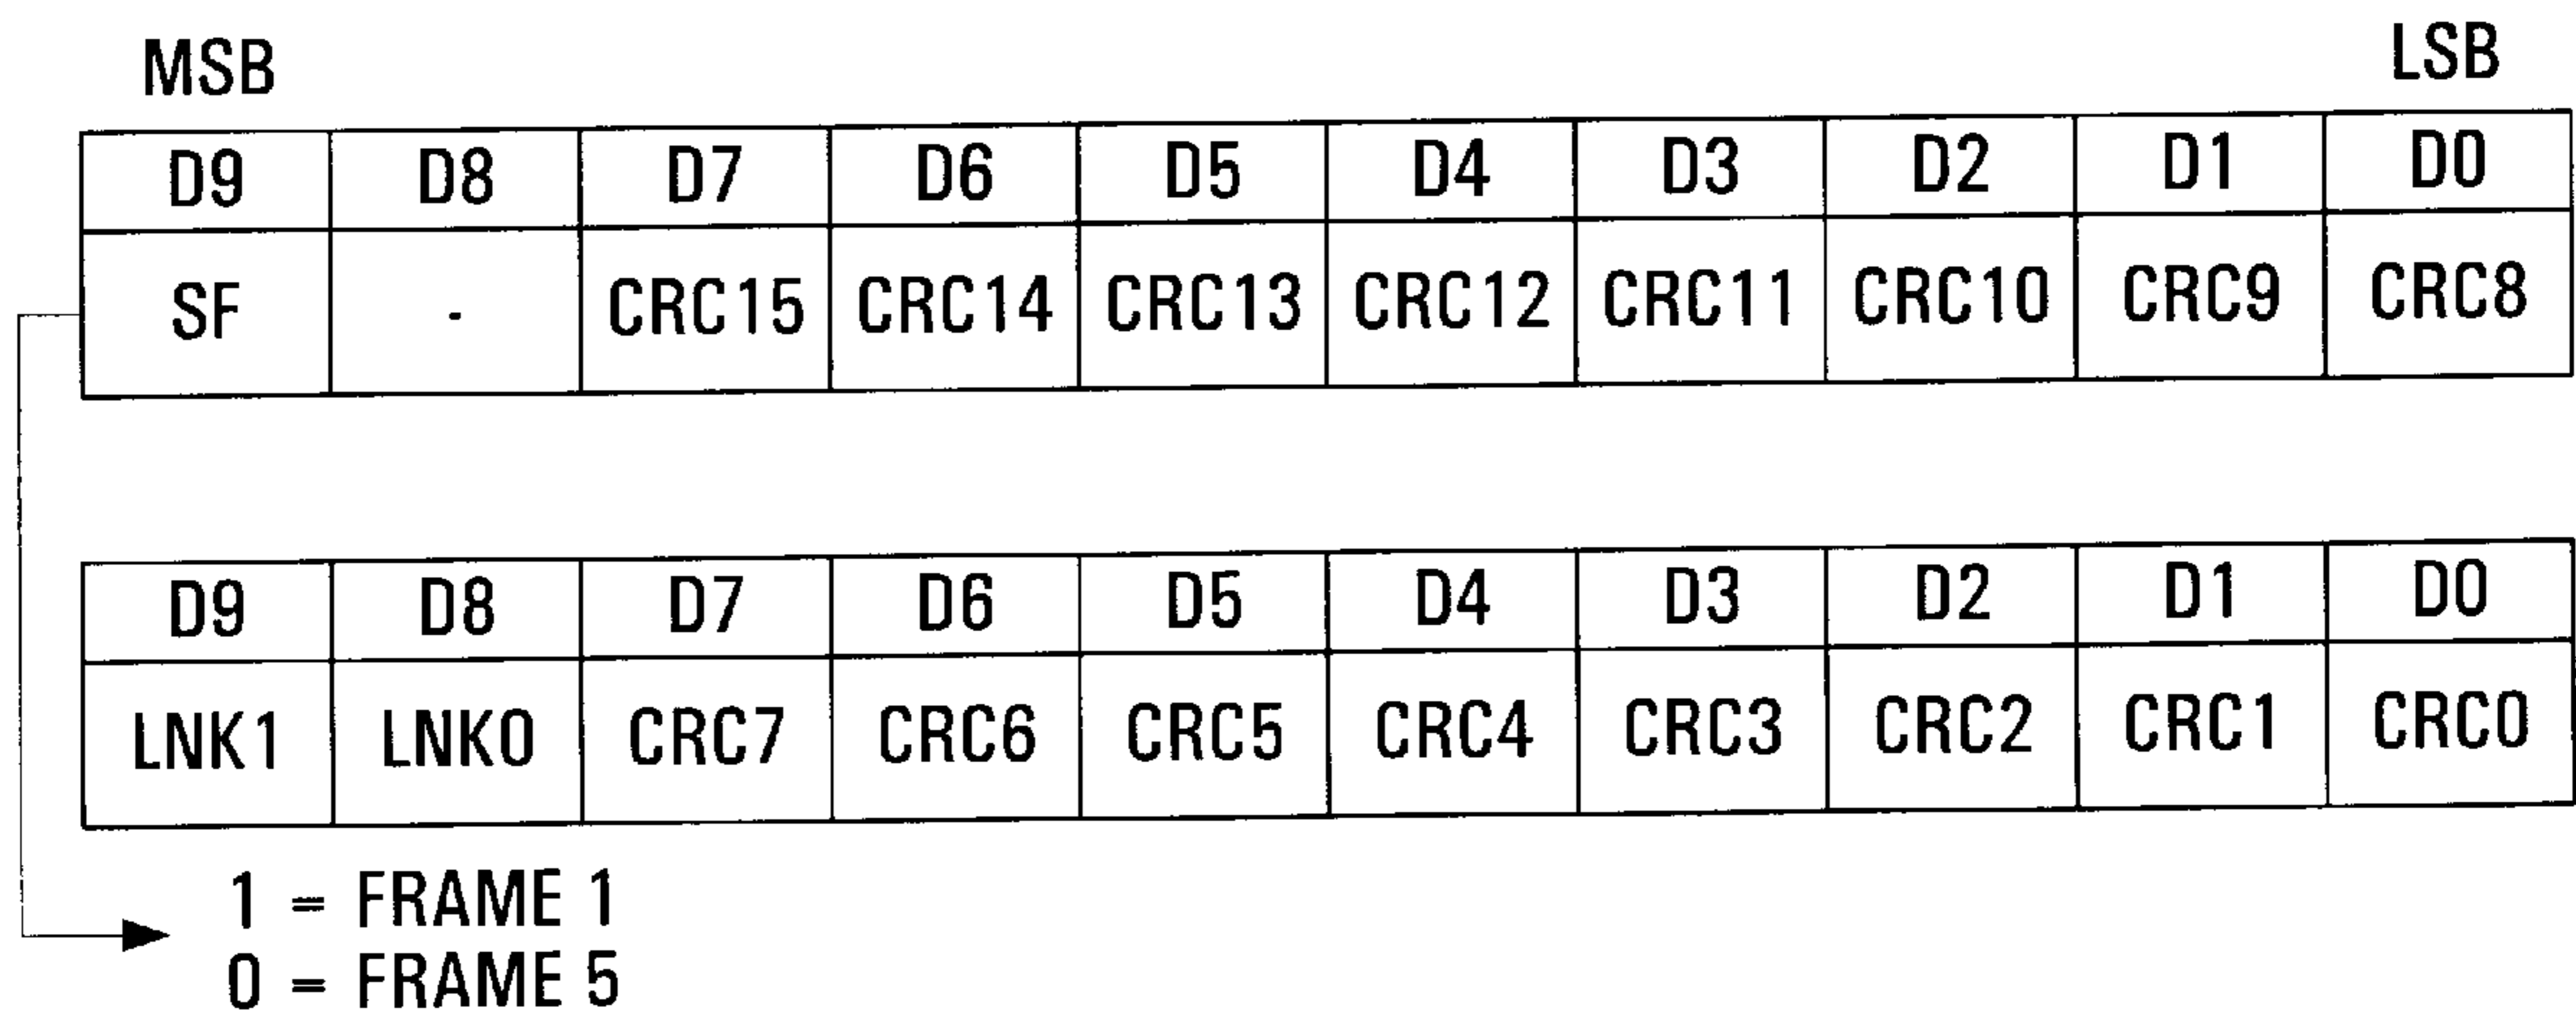 MSB LSB
D9 D8 D7 D6 D5 D4 D3 D2 D1 D0
SF - CRC15 CRC14 CRC13 CRC12 CRC11 CRC10 CRC9 CRC8
D9 D8 D7 D6 D5 D4 D3 D2 D1 D0
LNK1 LNK0 CRC7 CRC6 CRC5 CRC4 CRC3 CRC2 CRC1 CRC0
1 = FRAME 1
0 = FRAME 5